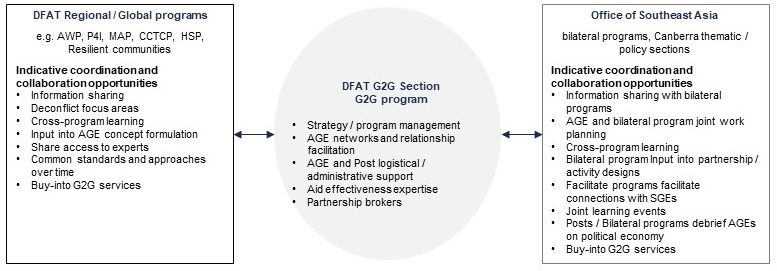 DFAT Regional / Global programs
e.g. AWP, P4I, MAP, CCTCP, HSP,
Resilient communities
Indicative coordination and
collaboration opportunities
• Information sharing
• Deconflict focus areas
• Cross-program learning
• Input into AGE concept formulation
• Share access to experts
• Common standards and approaches
over time
• Buy-into G2G services
DFAT G2G Section
G2G program
• Strategy / program management
• AGE networks and relationship
facilitation
• AGE and Post logistical /
administrative support
• Aid effectiveness expertise
• Partnership brokers
Office of Southeast Asia
bilateral programs, Canberra thematic /
policy sections
Indicative coordination and
collaboration opportunities
• Information sharing with bilateral
programs
• AGE and bilateral program joint work
planning
• Cross-program learning
• Bilateral program Input into partnership /
activity designs
• Facilitate programs facilitate
connections with SGEs
• Joint learning events
• Posts / Bilateral programs debrief AGEs
on political economy
• Buy-into G2G services